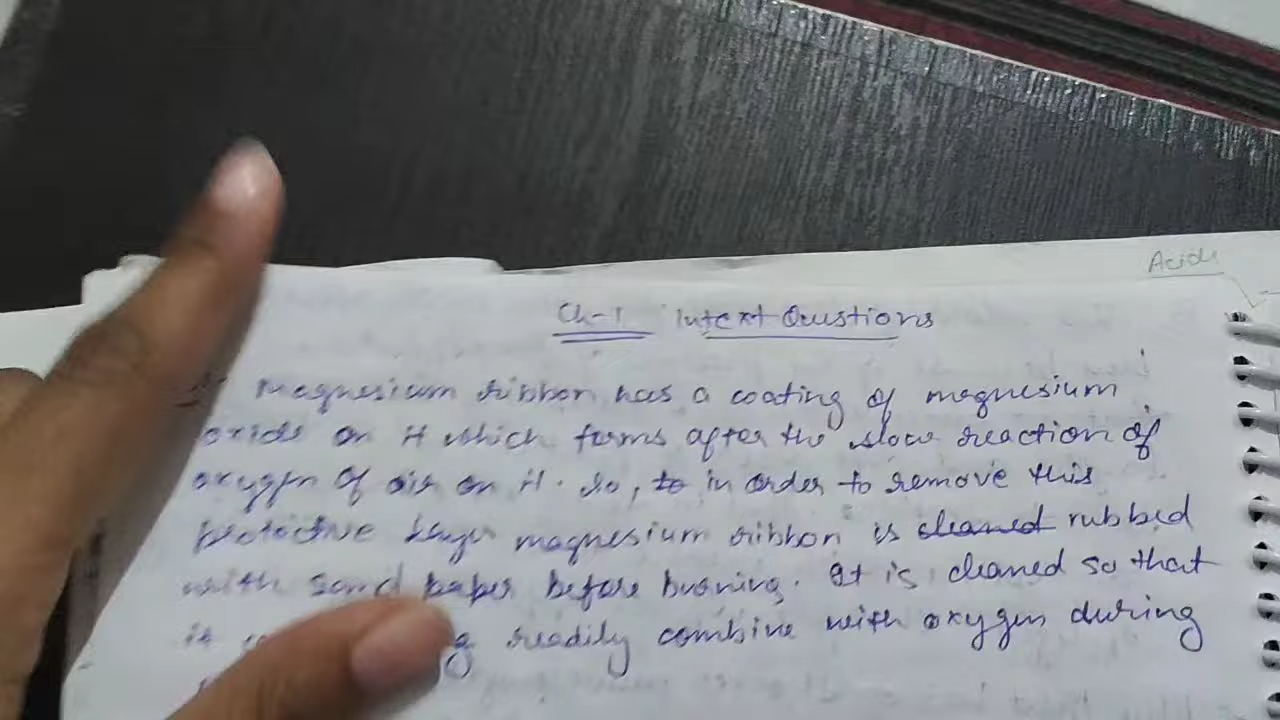 Acids
Ch-1 Intext Questions
Magnesium ribbon has a coating of magnesium
oxide on it which forms after the slow reaction of
oxygen of air on it. So, to in order to remove this
protective layer magnesium ribbon is cleaned rubbed
with sand paper before burning. It is cleaned so that
it readily combine with oxygen during